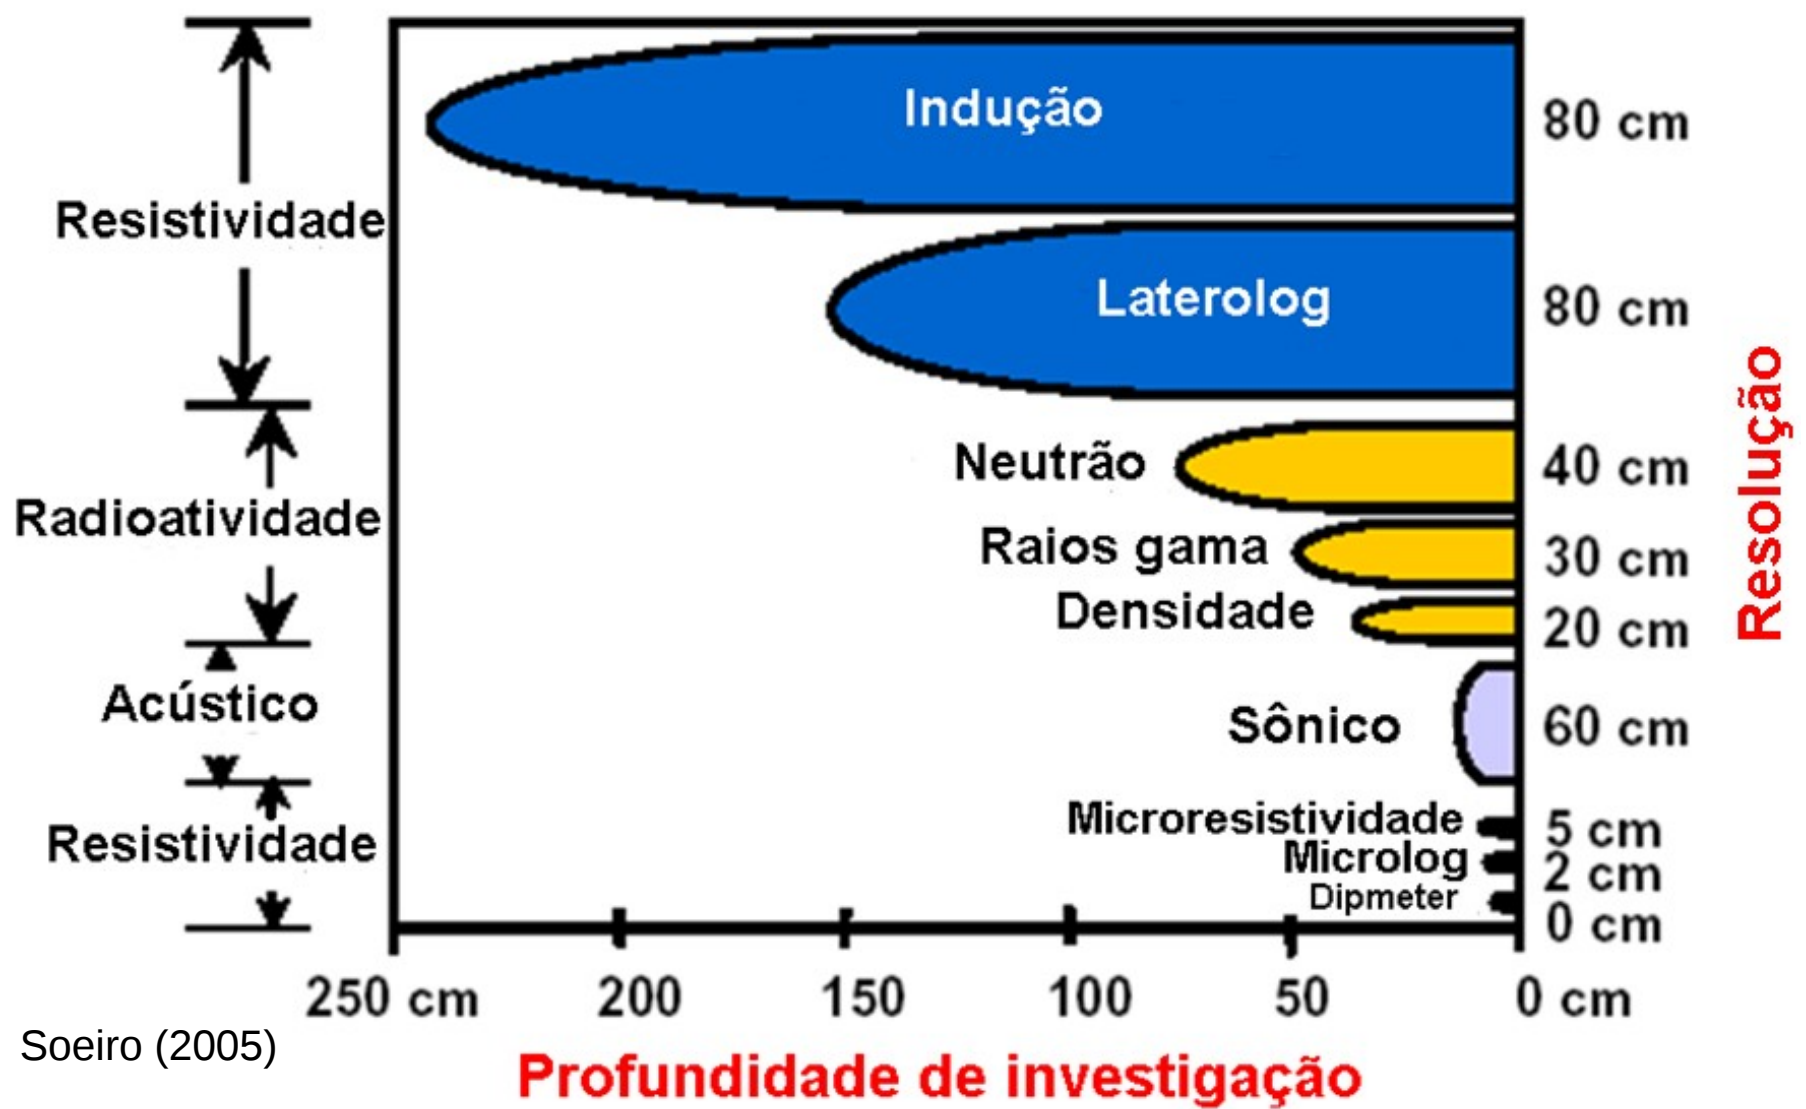 Indução
80 cm
Resistividade
Laterolog
80 cm
Neutrão
40 cm
Radioatividade
Raios gama
30 cm
Densidade
20 cm
Resolução
Acústico
Sônico
60 cm
Resistividade
Microresistividade
5 cm
Microlog
2 cm
Dipmeter
0 cm
250 cm 200 150 100 50 0 cm
Soeiro (2005)
Profundidade de investigação